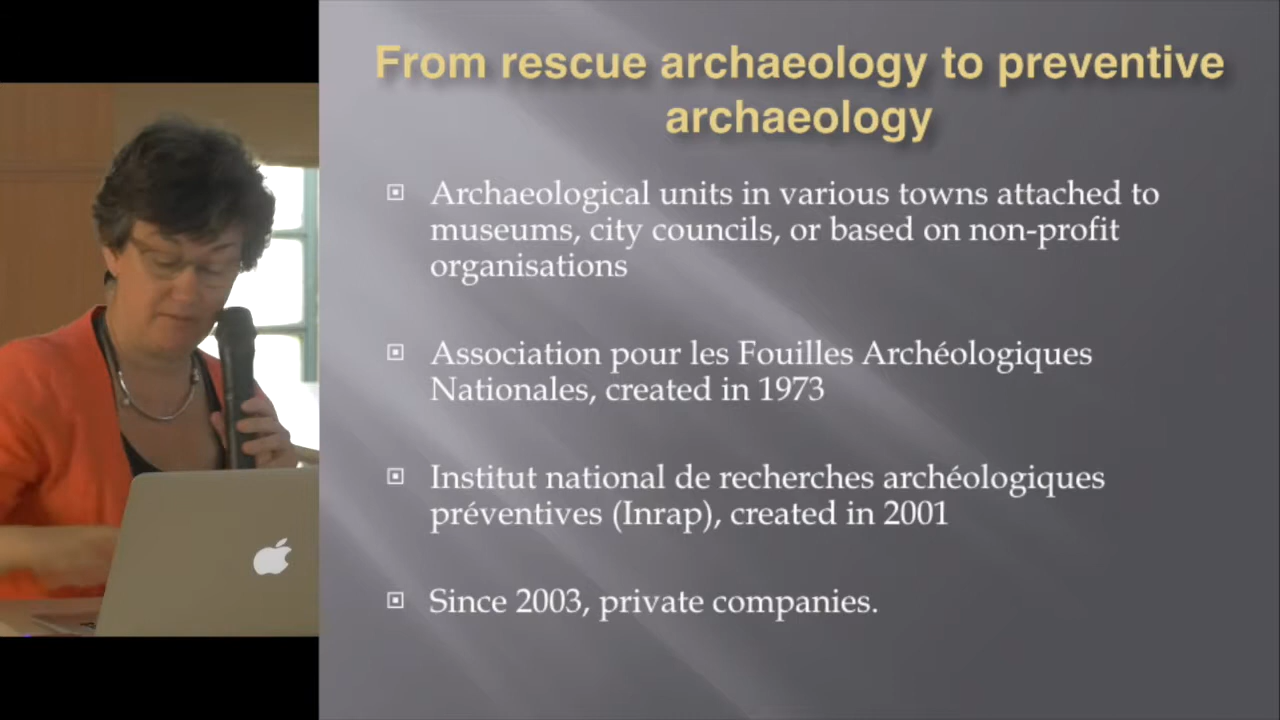 From rescue archaeology to preventive
archaeology
Archaeological units in various towns attached to
museums, city councils, or based on non-profit
organisations
Association pour les Fouilles Archéologiques
Nationales, created in 1973
Institut national de recherches archéologiques
préventives (Inrap), created in 2001
Since 2003, private companies.